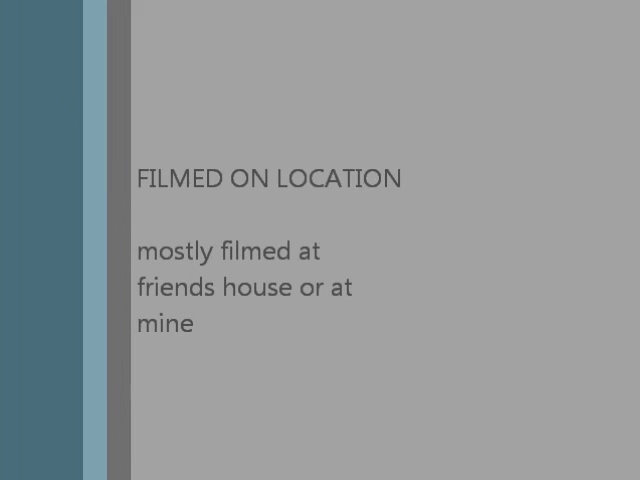 FILMED ON LOCATION
mostly filmed at
friends house or at
mine